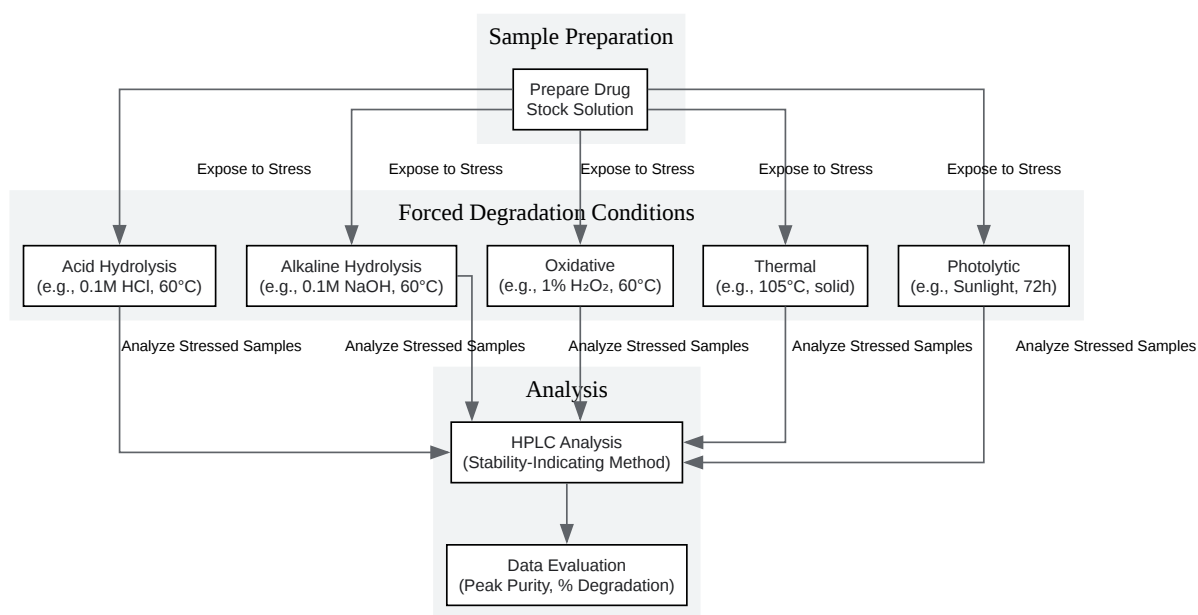 Sample Preparation
Prepare Drug
Stock Solution
Expose to Stress
Expose to Stress
Expose to Stress
Expose to Stress
Expose to Stress
Forced Degradation Conditions
Acid Hydrolysis
(e.g., 0.1M HCl, 60°C)
Alkaline Hydrolysis
(e.g., 0.1M NaOH, 60°C)
Oxidative
(e.g., 1% H₂O₂, 60°C)
Thermal
(e.g., 105°C, solid)
Photolytic
(e.g., Sunlight, 72h)
Analyze Stressed Samples
Analyze Stressed Samples
Analyze Stressed Samples
Analyze Stressed Samples
Analyze Stressed Samples
Analysis
HPLC Analysis
(Stability-Indicating Method)
Data Evaluation
(Peak Purity, % Degradation)